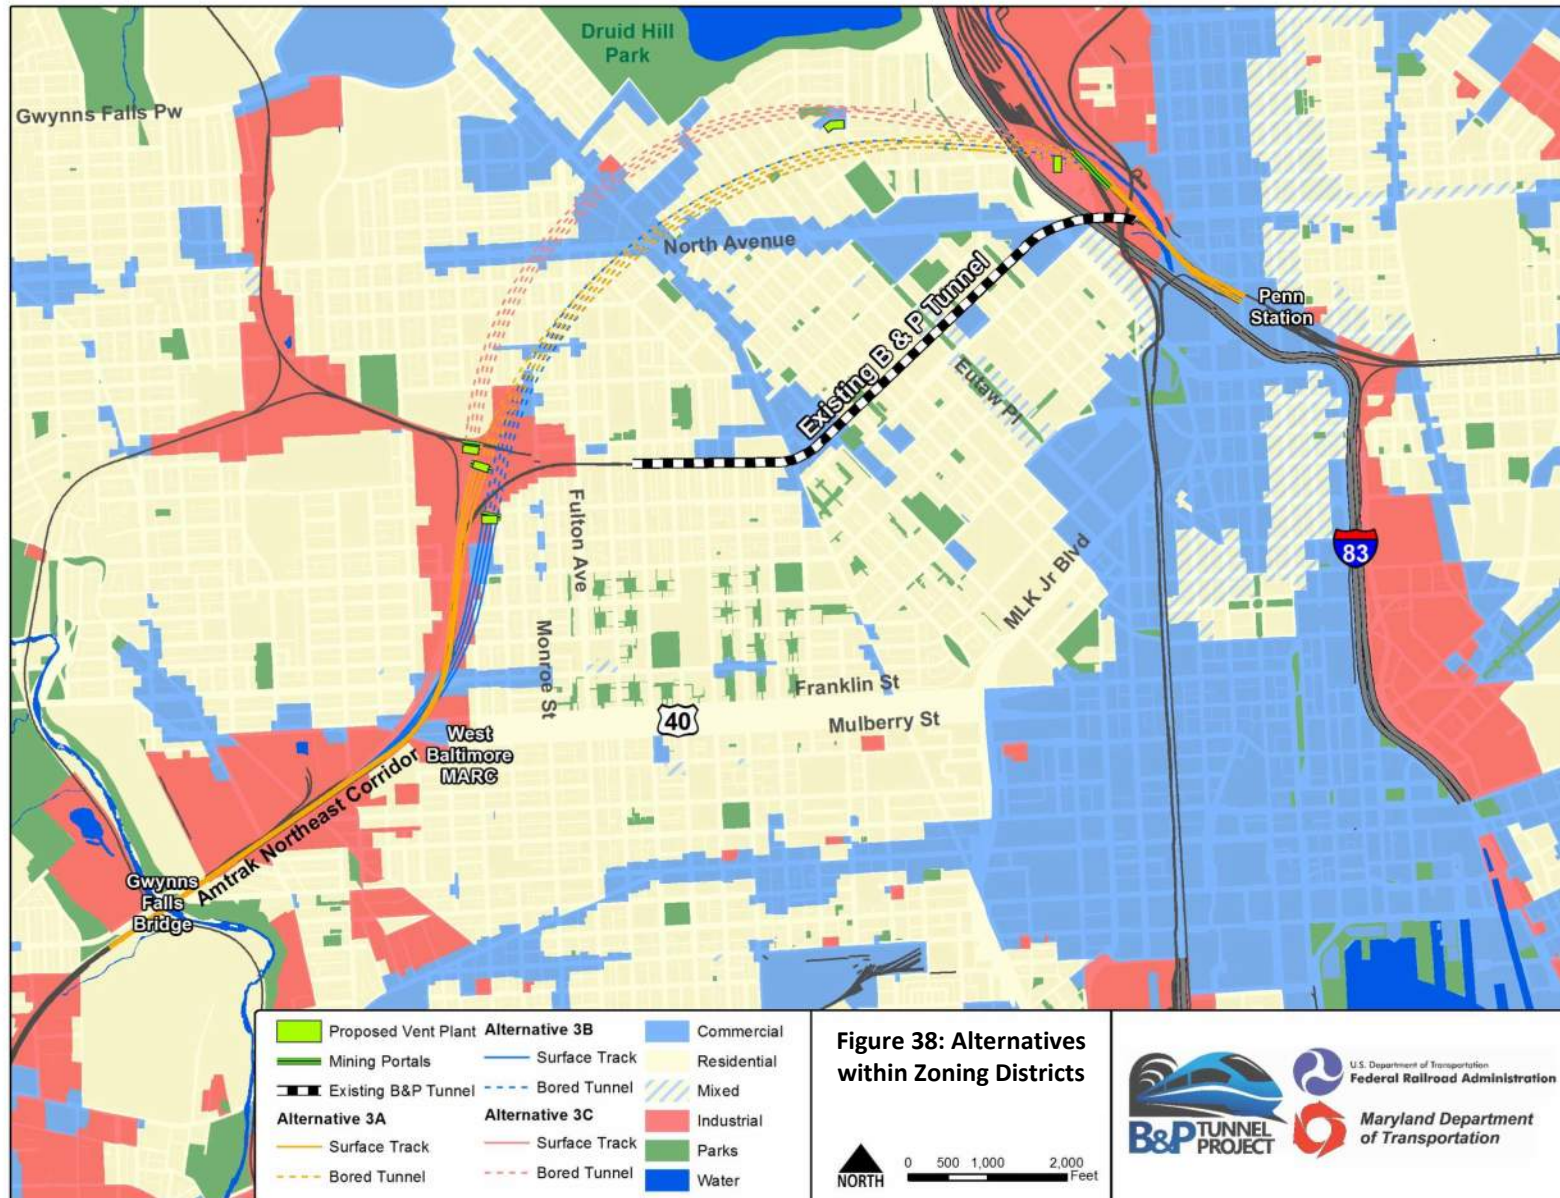 Druid Hill
Park
Gwynns Falls Pw
North Avenue
Existing B & P Tunnel
Penn
Station
Eutaw Pl
83
Fulton Ave
MLK Jr Blvd
Monroe St
Franklin St
40
Mulberry St
West
Baltimore
MARC
Amtrak Northeast Corridor
Gwynns
Falls
Bridge
Proposed Vent Plant
Mining Portals
Existing B&P Tunnel
Alternative 3A
Surface Track
Bored Tunnel
Alternative 3B
Surface Track
Bored Tunnel
Alternative 3C
Surface Track
Bored Tunnel
Commercial
Residential
Mixed
Industrial
Parks
Water
Figure 38: Alternatives
within Zoning Districts
NORTH
0 500 1,000 2,000
Feet
B&P TUNNEL
PROJECT
U.S. Department of Transportation
Federal Railroad Administration
Maryland Department
of Transportation